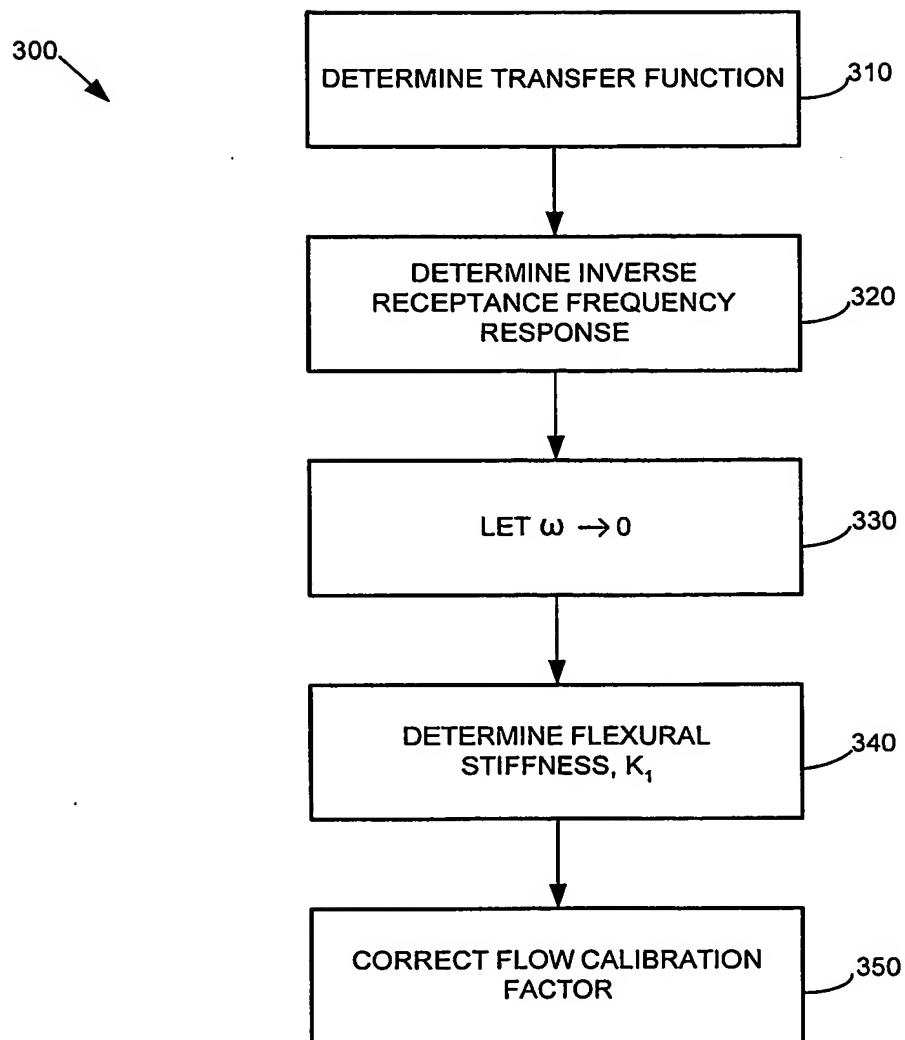 300
DETERMINE TRANSFER FUNCTION
310
DETERMINE INVERSE
RECEPTANCE FREQUENCY
RESPONSE
320
LET ω → 0
330
DETERMINE FLEXURAL
STIFFNESS, K₁
340
CORRECT FLOW CALIBRATION
FACTOR
350